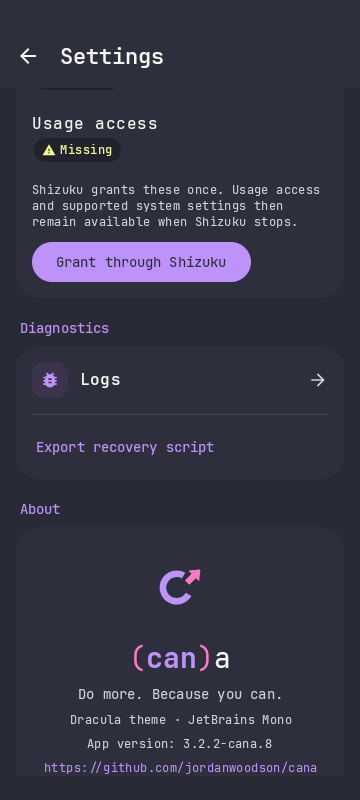 Settings
Usage access
Missing
Shizuku grants these once. Usage access
and supported system settings then
remain available when Shizuku stops.
Grant through Shizuku
Diagnostics
Logs
Export recovery script
About
(can)a
Do more. Because you can.
Dracula theme · JetBrains Mono
App version: 3.2.2-cana.8
https://github.com/jordanwoodson/cana